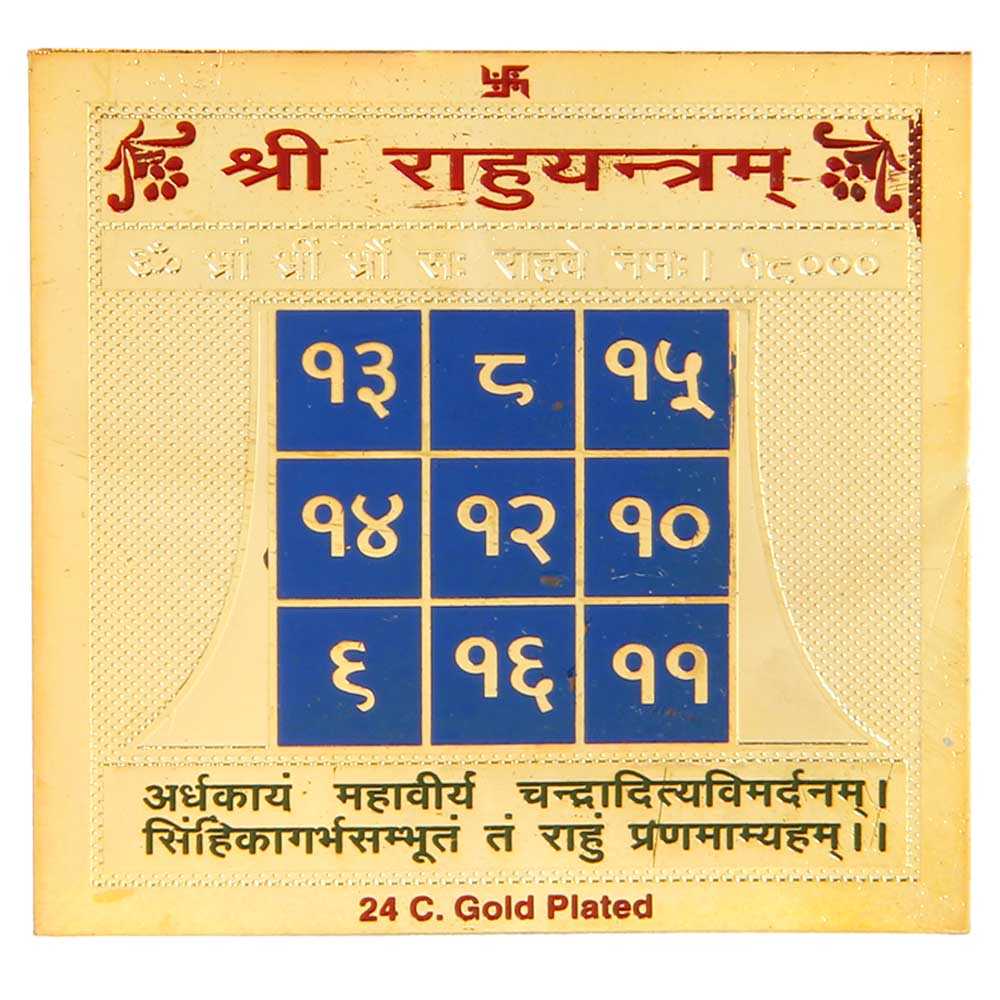 श्री राहुयन्त्रम्
ॐ भ्रां भ्रीं भ्रौं सः राहवे नमः। १८०००
१३ ८ १५
१४ १२ १०
९ १६ ११
अर्धकायं महावीर्य चन्द्रादित्यविमर्दनम्।
सिंहिकागर्भसम्भूतं तं राहुं प्रणमाम्यहम्।।
24 C. Gold Plated